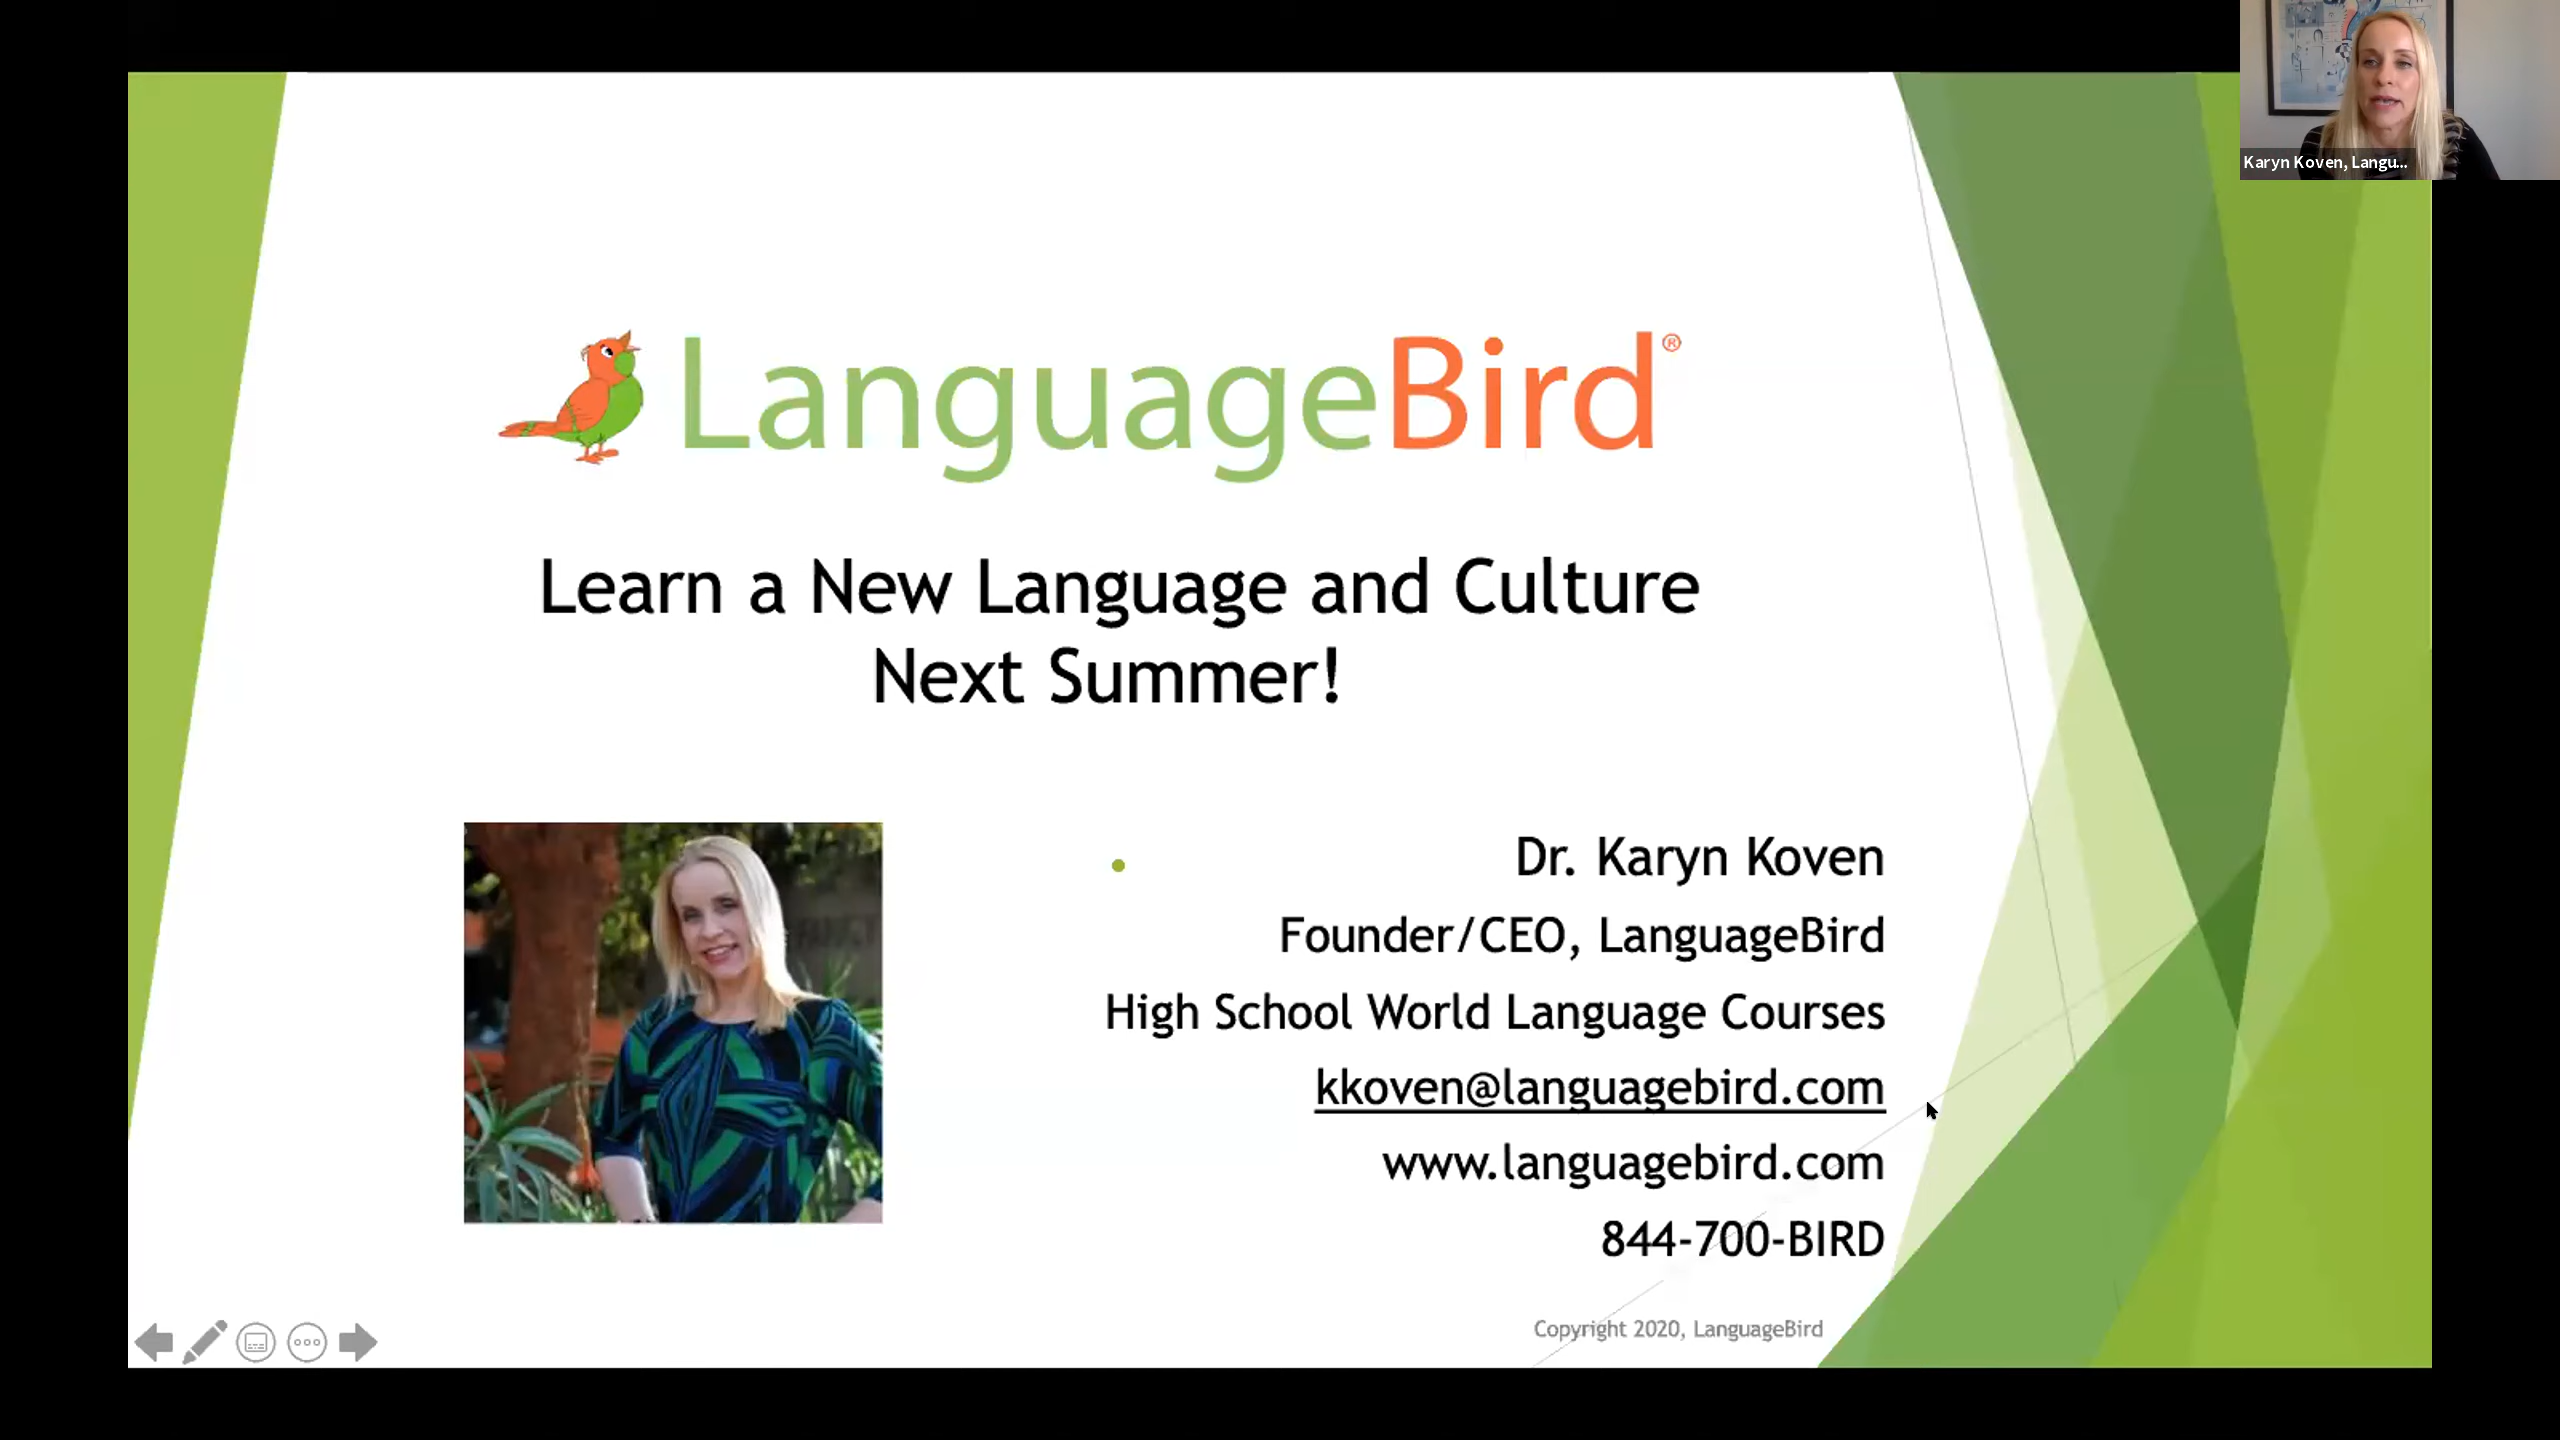 Karyn Koven, Langu...
LanguageBird®
Learn a New Language and Culture
Next Summer!
Dr. Karyn Koven
Founder/CEO, LanguageBird
High School World Language Courses
kkoven@languagebird.com
www.languagebird.com
844-700-BIRD
Copyright 2020, LanguageBird